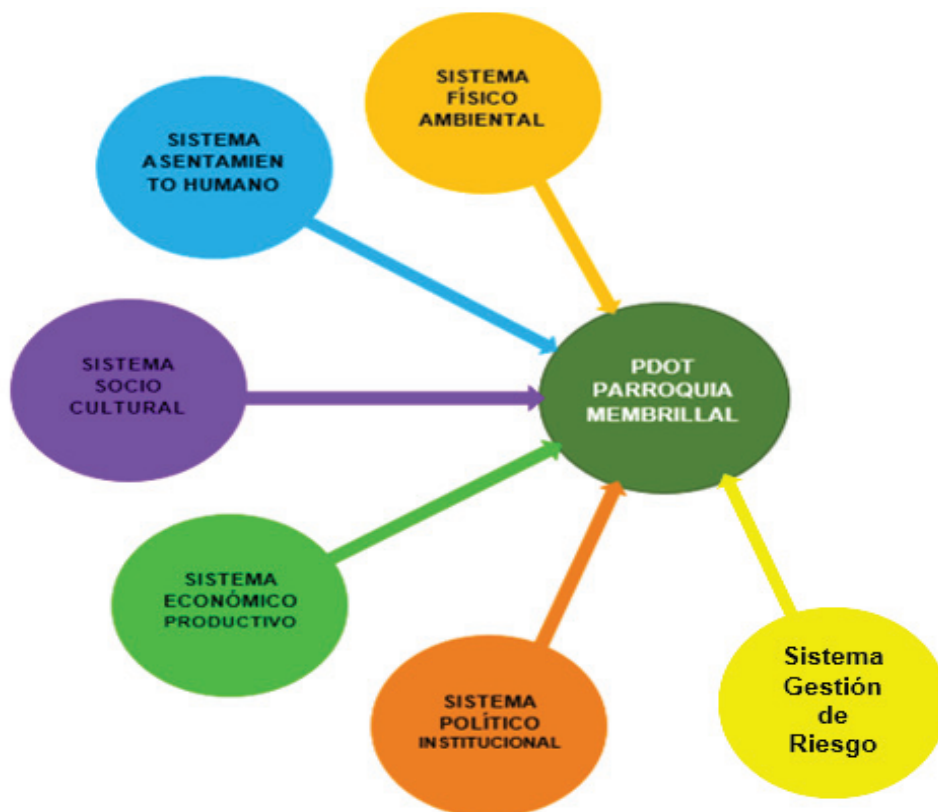 SISTEMA
FÍSICO
AMBIENTAL
SISTEMA
ASENTAMIEN
TO HUMANO
SISTEMA
SOCIO
CULTURAL
PDOT
PARROQUIA
MEMBRILLAL
SISTEMA
ECONÓMICO
PRODUCTIVO
SISTEMA
POLÍTICO
INSTITUCIONAL
Sistema
Gestión
de
Riesgo